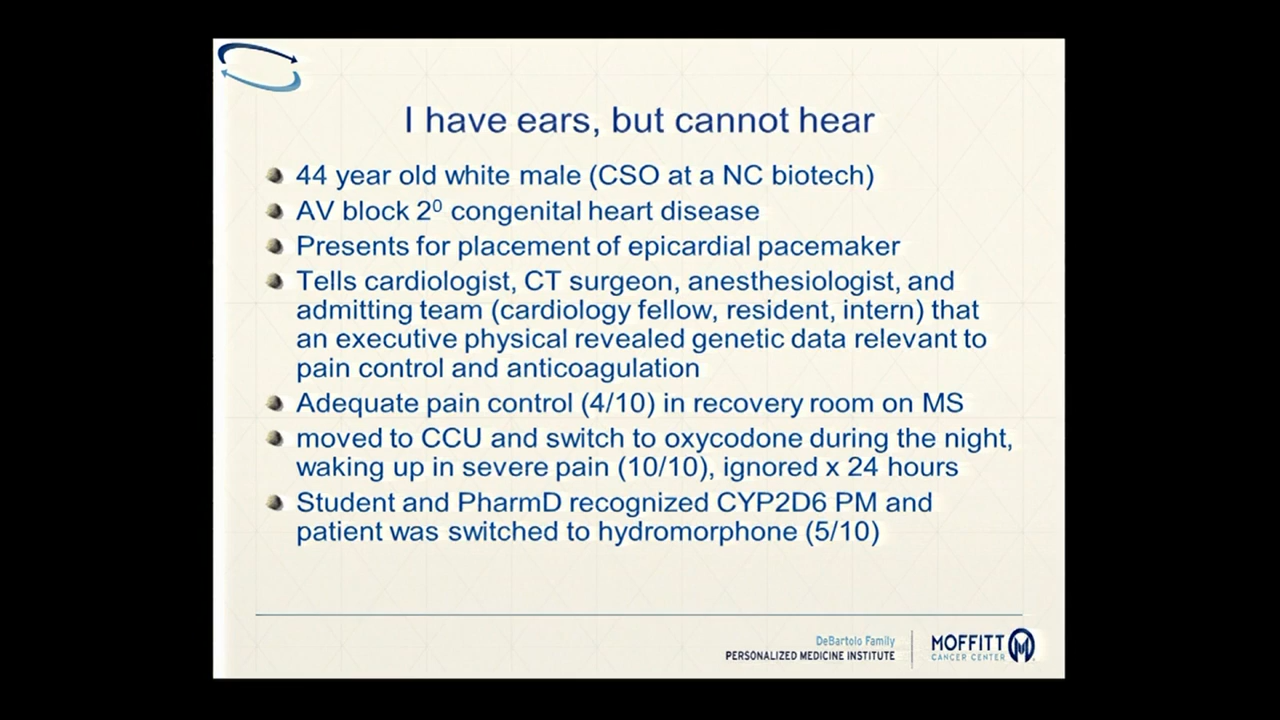 I have ears, but cannot hear
44 year old white male (CSO at a NC biotech)
AV block 2⁰ congenital heart disease
Presents for placement of epicardial pacemaker
Tells cardiologist, CT surgeon, anesthesiologist, and
admitting team (cardiology fellow, resident, intern) that
an executive physical revealed genetic data relevant to
pain control and anticoagulation
Adequate pain control (4/10) in recovery room on MS
moved to CCU and switch to oxycodone during the night,
waking up in severe pain (10/10), ignored x 24 hours
Student and PharmD recognized CYP2D6 PM and
patient was switched to hydromorphone (5/10)
DeBartolo Family
PERSONALIZED MEDICINE INSTITUTE
MOFFITT
CANCER CENTER